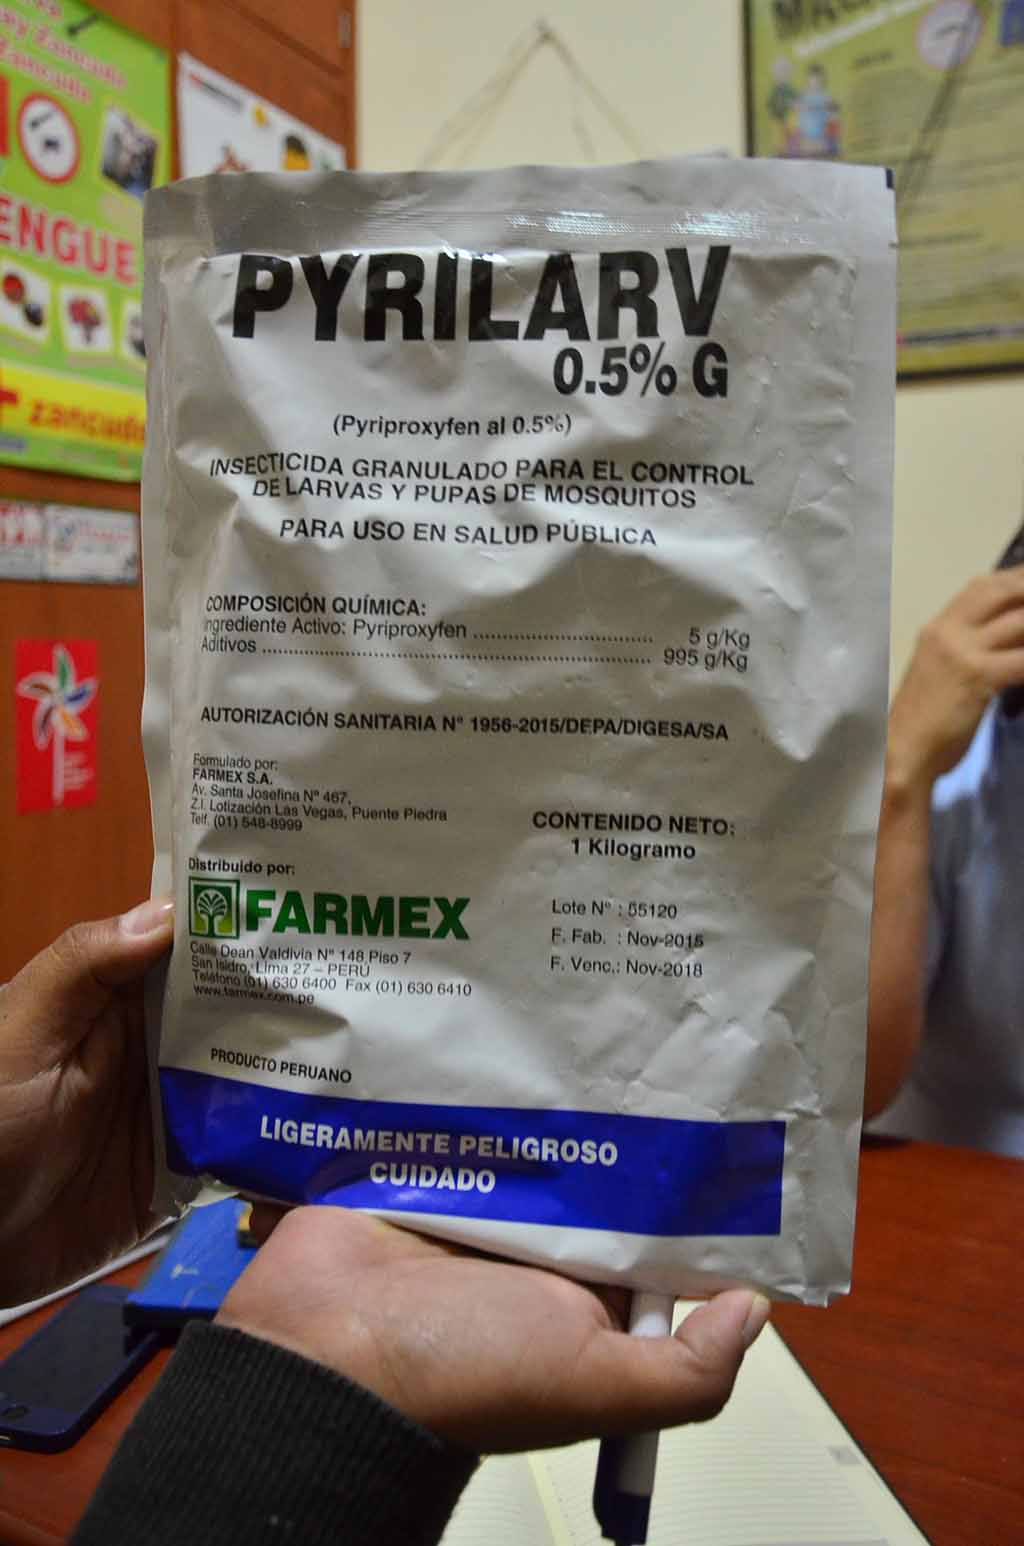 ENGUE
zancudo
PYRILARV
0.5% G
(Pyriproxyfen al 0.5%)
INSECTICIDA GRANULADO PARA EL CONTROL
DE LARVAS Y PUPAS DE MOSQUITOS
PARA USO EN SALUD PÚBLICA
COMPOSICIÓN QUÍMICA:
Ingrediente Activo: Pyriproxyfen ............................ 5 g/Kg
Aditivos ............................................................ 995 g/Kg
AUTORIZACIÓN SANITARIA Nº 1956-2015/DEPA/DIGESA/SA
Formulado por:
FARMEX S.A.
Av. Santa Josefina Nº 467,
Z.I. Lotización Las Vegas, Puente Piedra
Telf. (01) 548-8999
CONTENIDO NETO:
1 Kilogramo
Distribuido por:
FARMEX
Calle Dean Valdivia Nº 148 Piso 7
San Isidro, Lima 27 – PERÚ
Teléfono (01) 630 6400 Fax (01) 630 6410
www.farmex.com.pe
Lote Nº : 55120
F. Fab. : Nov-2015
F. Venc.: Nov-2018
PRODUCTO PERUANO
LIGERAMENTE PELIGROSO
CUIDADO